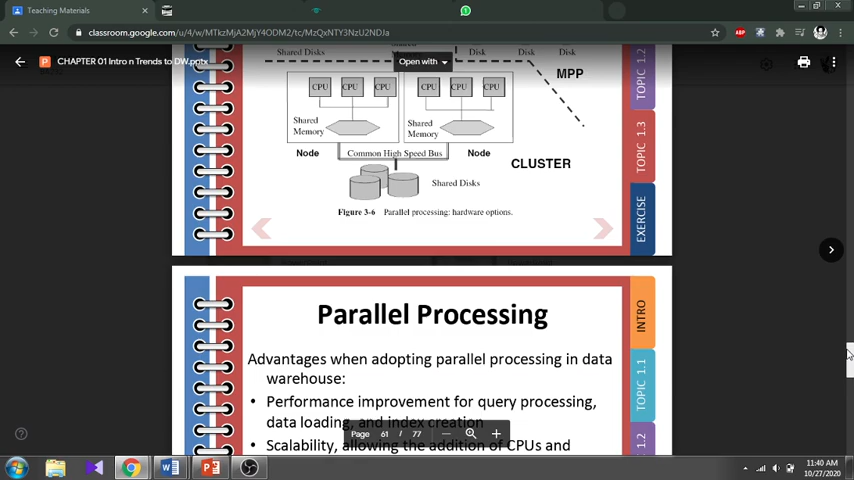 Teaching Materials
classroom.google.com/u/4/w/MTkzMjA2MjY4ODM2/tc/MzQxNTY3NzU2NDJa
ABP
CHAPTER 01 Intro n Trends to DW.pptx
Open with
Shared Disks
Disk
Disk
Disk
MPP
CPU CPU CPU
CPU CPU CPU
Shared Memory
Shared Memory
Node
Common High Speed Bus
Node
CLUSTER
Shared Disks
Figure 3-6 Parallel processing: hardware options.
TOPIC 1.2
TOPIC 1.3
EXERCISE
Parallel Processing
Advantages when adopting parallel processing in data
warehouse:
• Performance improvement for query processing,
data loading, and index creation
• Scalability, allowing the addition of CPUs and
INTRO
TOPIC 1.1
1.2
Page 61 / 77
11:40 AM
10/27/2020